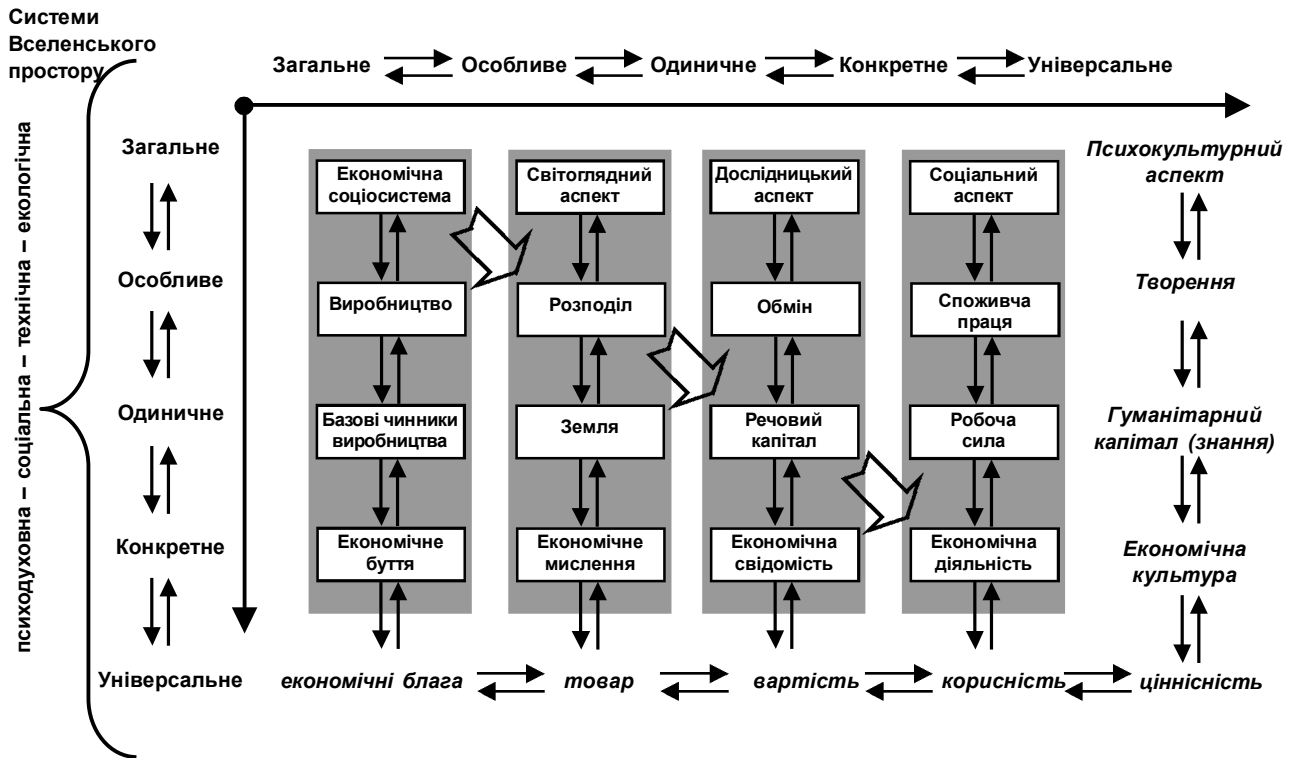 Системи
Вселенського
простору
Загальне Особливе Одиничне Конкретне Універсальне
психодуховна – соціальна – технічна – екологічна
Загальне
Особливе
Одиничне
Конкретне
Універсальне
Економічна
соціосистема
Світоглядний
аспект
Дослідницький
аспект
Соціальний
аспект
Психокультурний
аспект
Виробництво
Розподіл
Обмін
Споживча
праця
Творення
Базові чинники
виробництва
Земля
Речовий
капітал
Робоча
сила
Гуманітарний
капітал (знання)
Економічне
буття
Економічне
мислення
Економічна
свідомість
Економічна
діяльність
Економічна
культура
економічні блага товар вартість корисність ціннісність